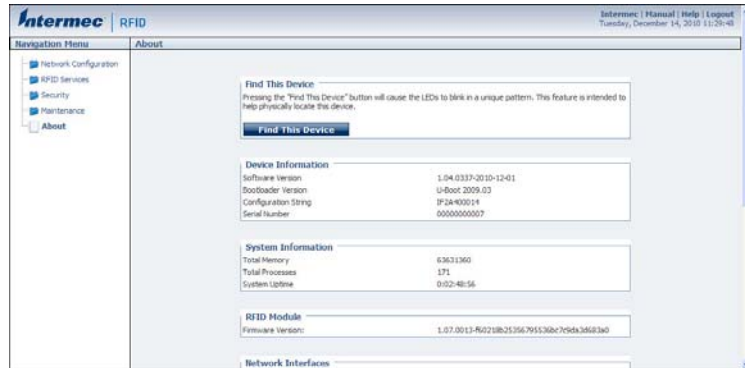 Intermec RFID
Intermec | Manual | Help | Logout
Tuesday, December 14, 2010 11:29:48
Navigation Menu
About
Network Configuration
RFID Services
Security
Maintenance
About
Find This Device
Pressing the "Find This Device" button will cause the LEDs to blink in a unique pattern. This feature is intended to
help physically locate this device.
Find This Device
Device Information
Software Version 1.04.0337-2010-12-01
Bootloader Version U-Boot 2009.03
Configuration String IF2A400014
Serial Number 00000000007
System Information
Total Memory 63631360
Total Processes 171
System Uptime 0:02:48:56
RFID Module
Firmware Version:
Network Interfaces